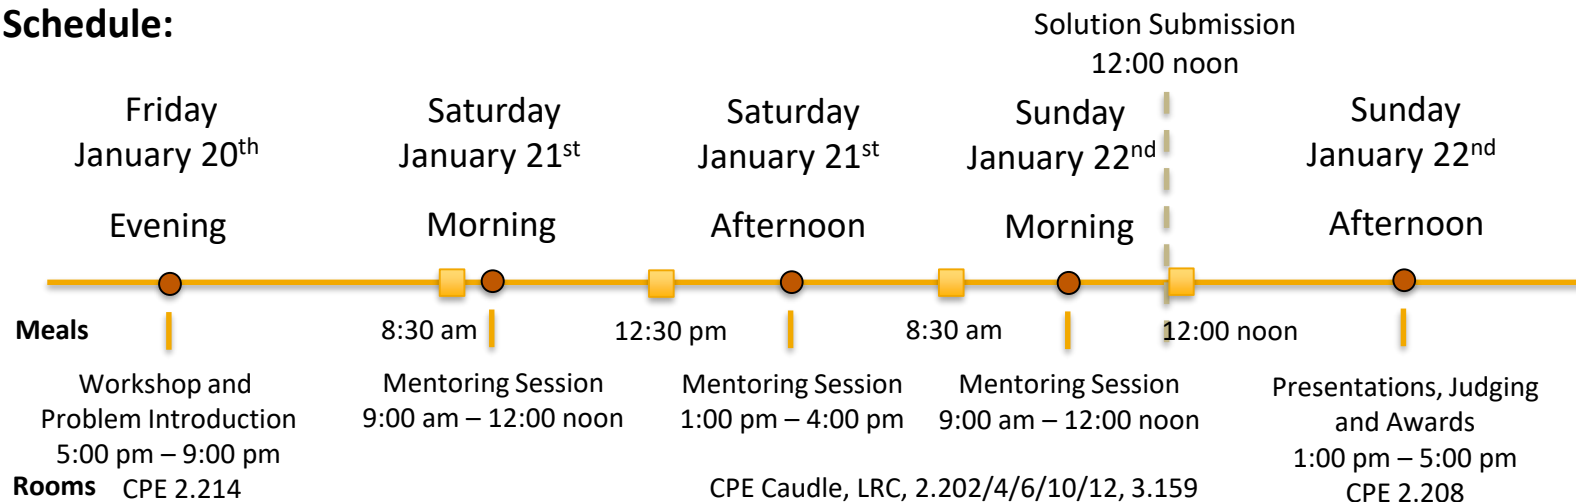 Schedule:
Solution Submission
12:00 noon
Friday
January 20th
Evening
Saturday
January 21st
Morning
Saturday
January 21st
Afternoon
Sunday
January 22nd
Morning
Sunday
January 22nd
Afternoon
Meals
8:30 am
12:30 pm
8:30 am
12:00 noon
Workshop and
Problem Introduction
5:00 pm – 9:00 pm
Mentoring Session
9:00 am – 12:00 noon
Mentoring Session
1:00 pm – 4:00 pm
Mentoring Session
9:00 am – 12:00 noon
Presentations, Judging
and Awards
1:00 pm – 5:00 pm
Rooms
CPE 2.214
CPE Caudle, LRC, 2.202/4/6/10/12, 3.159
CPE 2.208